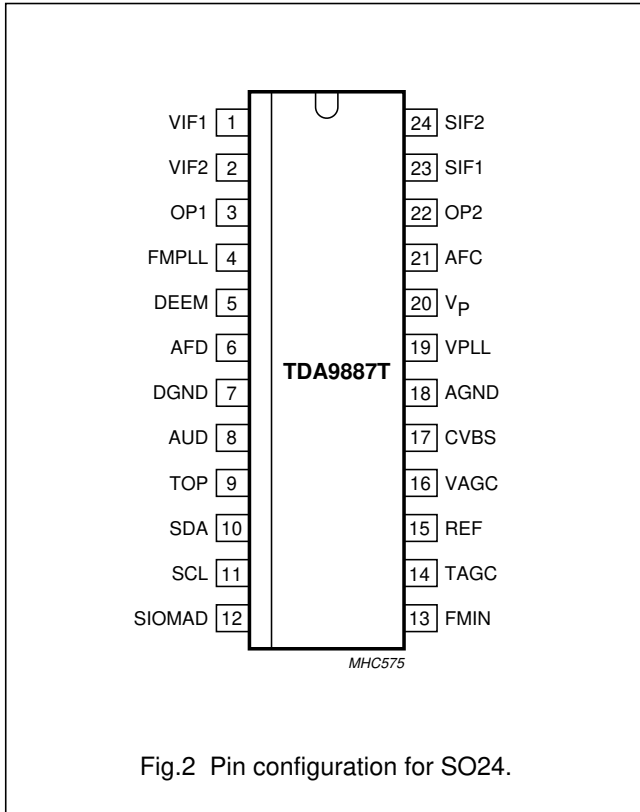 VIF1 1 24 SIF2
VIF2 2 23 SIF1
OP1 3 22 OP2
FMPLL 4 21 AFC
DEEM 5 20 VP
AFD 6 19 VPLL
TDA9887T
DGND 7 18 AGND
AUD 8 17 CVBS
TOP 9 16 VAGC
SDA 10 15 REF
SCL 11 14 TAGC
SIOMAD 12 13 FMIN
MHC575
Fig.2 Pin configuration for SO24.